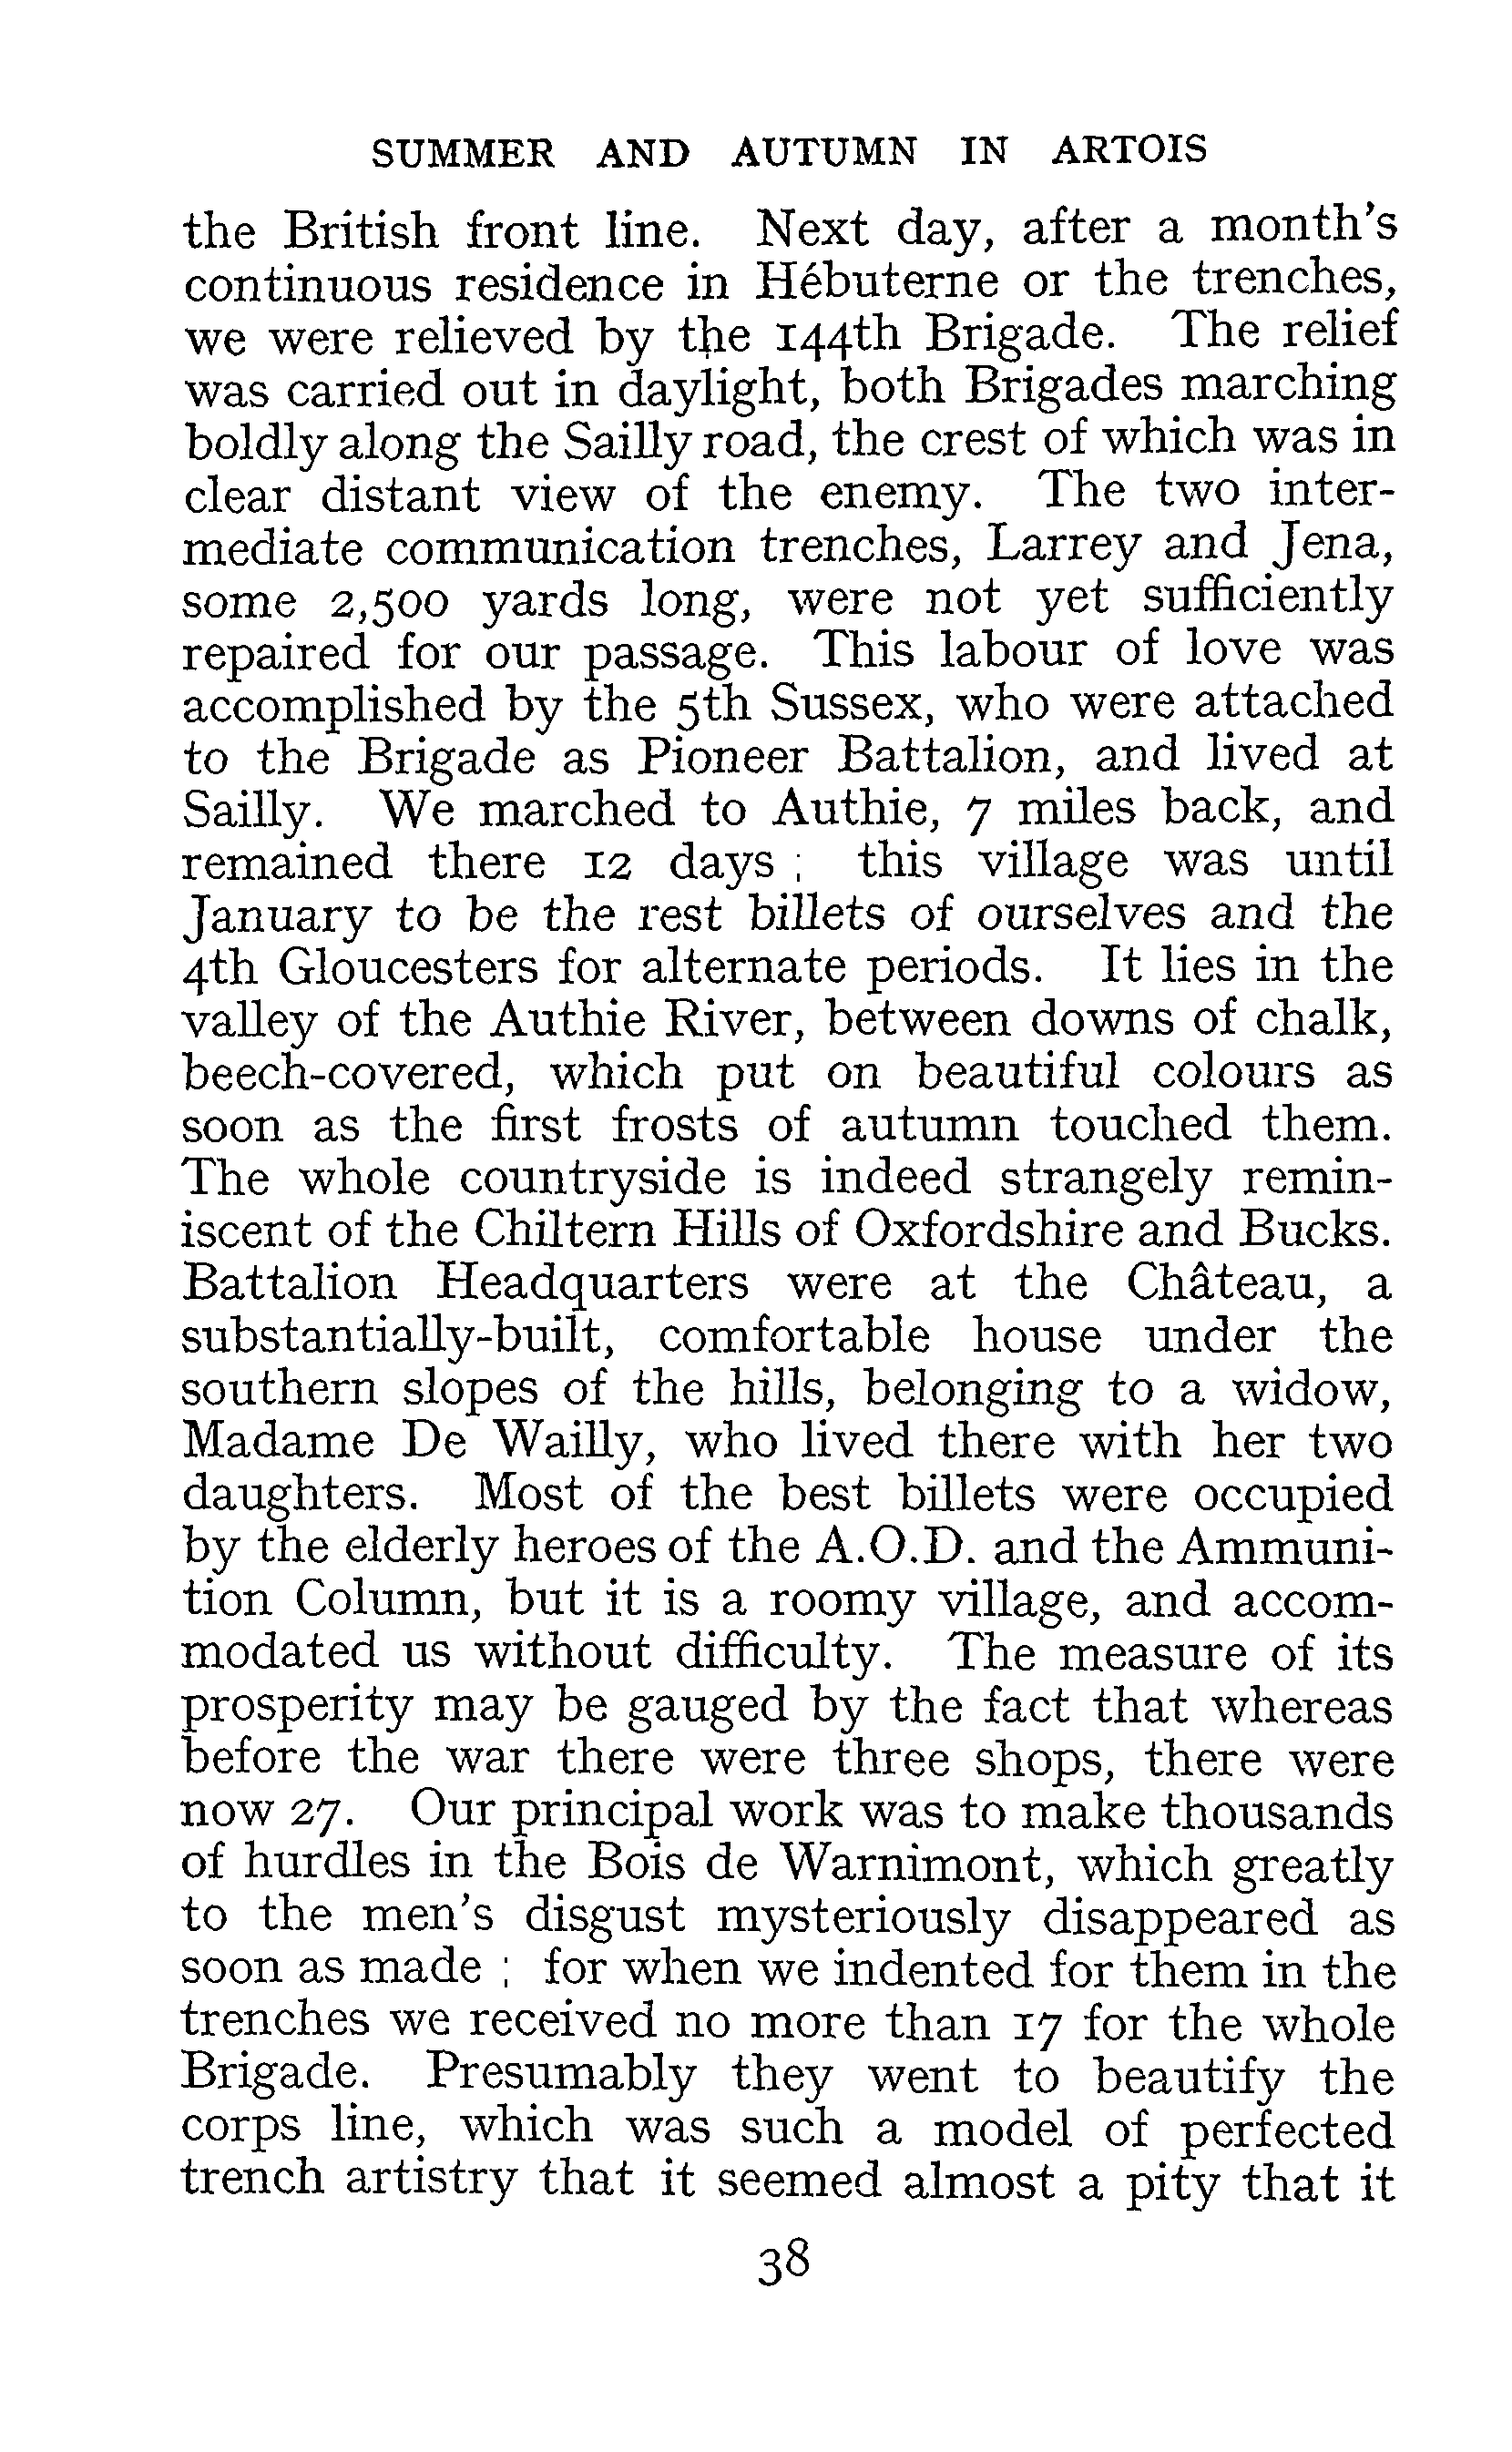 SUMMER AND AUTUMN IN ARTOIS
the British front line. Next day, after a month's
continuous residence in Hébuterne or the trenches,
we were relieved by the 144th Brigade. The relief
was carried out in daylight, both Brigades marching
boldly along the Sailly road, the crest of which was in
clear distant view of the enemy. The two inter-
mediate communication trenches, Larrey and Jena,
some 2,500 yards long, were not yet sufficiently
repaired for our passage. This labour of love was
accomplished by the 5th Sussex, who were attached
to the Brigade as Pioneer Battalion, and lived at
Sailly. We marched to Authie, 7 miles back, and
remained there 12 days ; this village was until
January to be the rest billets of ourselves and the
4th Gloucesters for alternate periods. It lies in the
valley of the Authie River, between downs of chalk,
beech-covered, which put on beautiful colours as
soon as the first frosts of autumn touched them.
The whole countryside is indeed strangely remin-
iscent of the Chiltern Hills of Oxfordshire and Bucks.
Battalion Headquarters were at the Château, a
substantially-built, comfortable house under the
southern slopes of the hills, belonging to a widow,
Madame De Wailly, who lived there with her two
daughters. Most of the best billets were occupied
by the elderly heroes of the A.O.D. and the Ammuni-
tion Column, but it is a roomy village, and accom-
modated us without difficulty. The measure of its
prosperity may be gauged by the fact that whereas
before the war there were three shops, there were
now 27. Our principal work was to make thousands
of hurdles in the Bois de Warnimont, which greatly
to the men's disgust mysteriously disappeared as
soon as made ; for when we indented for them in the
trenches we received no more than 17 for the whole
Brigade. Presumably they went to beautify the
corps line, which was such a model of perfected
trench artistry that it seemed almost a pity that it
38